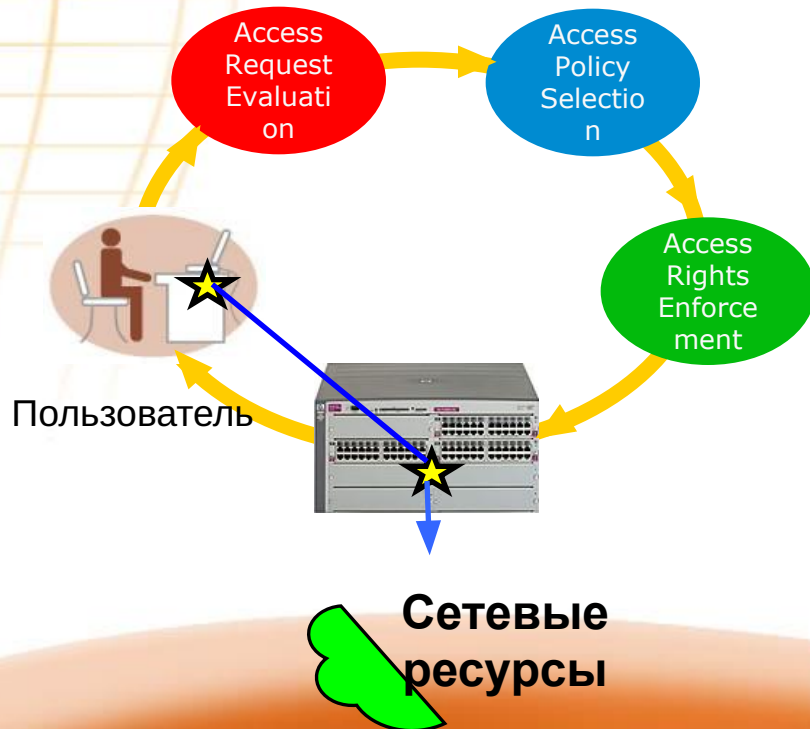 Access
Request
Evaluati
on
Access
Policy
Selectio
n
Access
Rights
Enforce
ment
Пользователь
Сетевые
ресурсы